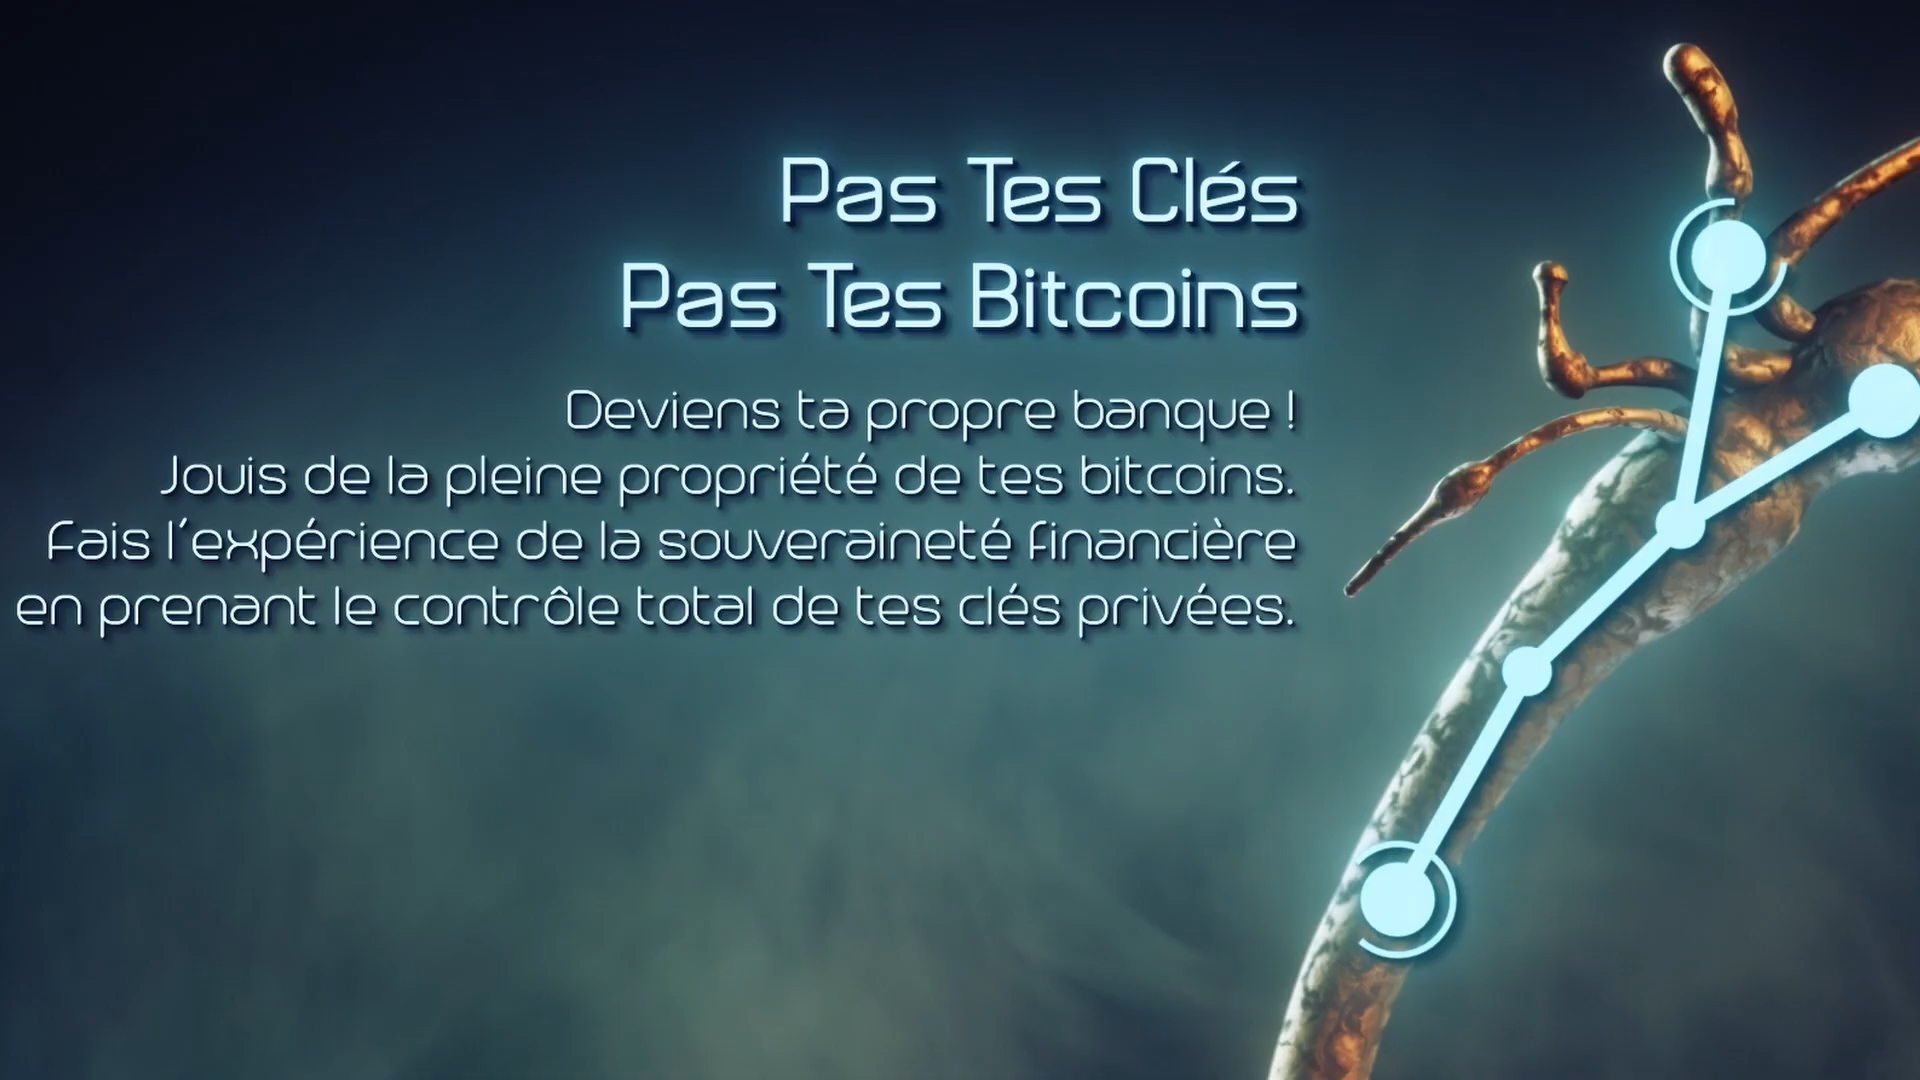 Pas Tes Clés
Pas Tes Bitcoins
Deviens ta propre banque !
Jouis de la pleine propriété de tes bitcoins.
Fais l'expérience de la souveraineté financière
en prenant le contrôle total de tes clés privées.